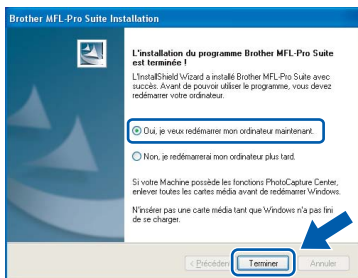 Brother MFL-Pro Suite Installation
L'installation du programme Brother MFL-Pro Suite
est terminée !
L'InstallShield Wizard a installé Brother MFL-Pro Suite avec
succès. Avant de pouvoir utiliser le programme, vous devez
redémarrer votre ordinateur.
Oui, je veux redémarrer mon ordinateur maintenant.
Non, je redémarrerai mon ordinateur plus tard.
Si votre Machine possède les fonctions PhotoCapture Center,
enlever toutes les cartes média avant de redémarrer Windows.
N'insérer pas une carte média tant que Windows n'a pas fini
de se charger.
< Précédent Terminer Annuler